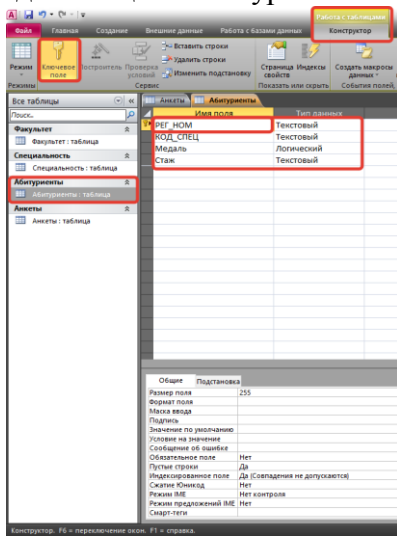 Работа с таблицами
Файл Главная Создание Внешние данные Работа с базами данных Конструктор
Режим
Ключевое поле
Построитель
Проверка условий
Вставить строки
Удалить строки
Изменить подстановку
Страница свойств
Индексы
Создать макросы данных
Режимы Сервис Показать или скрыть События полей,
Все таблицы «
Поиск...
Факультет
Факультет : таблица
Специальность
Специальность : таблица
Абитуриенты
Абитуриенты : таблица
Анкеты
Анкеты : таблица
Анкеты Абитуриенты
Имя поля Тип данных
РЕГ_НОМ Текстовый
КОД_СПЕЦ Текстовый
Медаль Логический
Стаж Текстовый
Общие Подстановка
Размер поля 255
Формат поля
Маска ввода
Подпись
Значение по умолчанию
Условие на значение
Сообщение об ошибке
Обязательное поле Нет
Пустые строки Да
Индексированное поле Да (Совпадения не допускаются)
Сжатие Юникод Нет
Режим IME Нет контроля
Режим предложений IME Нет
Смарт-теги
Конструктор. F6 = переключение окон. F1 = справка.